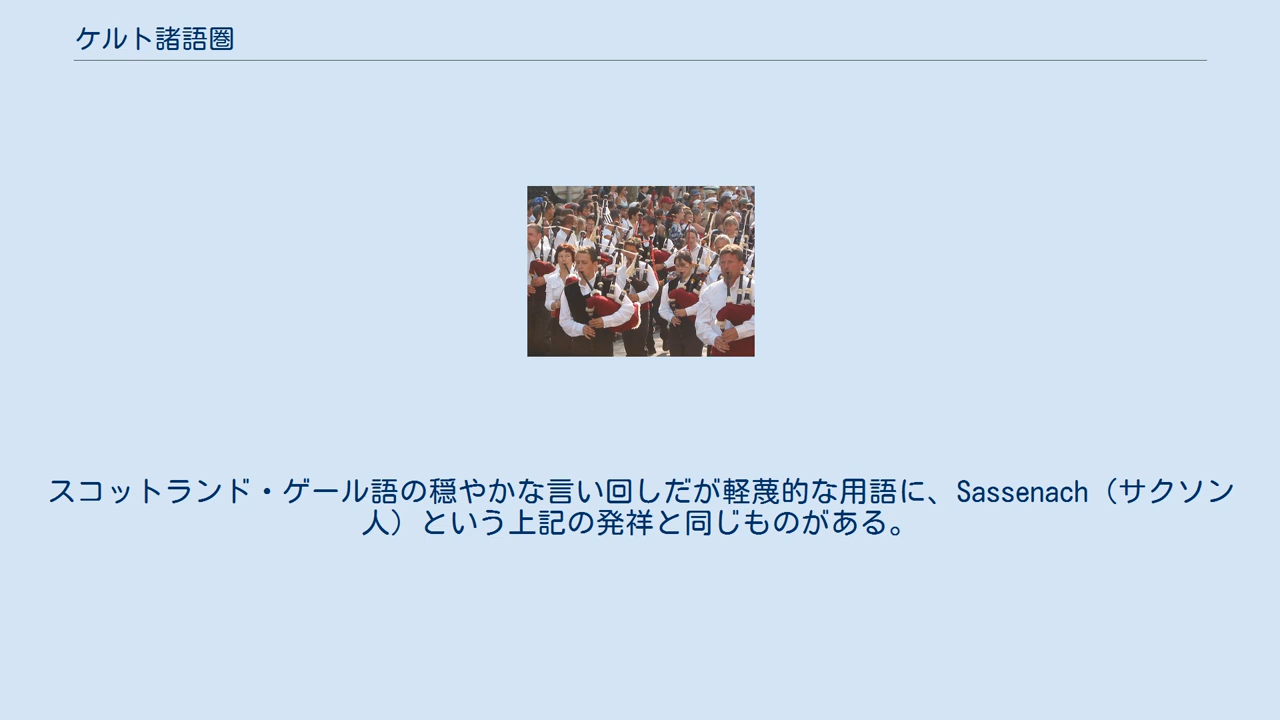 ケルト諸語圏
スコットランド・ゲール語の穏やかな言い回しだが軽蔑的な用語に、Sassenach（サクソン
人）という上記の発祥と同じものがある。